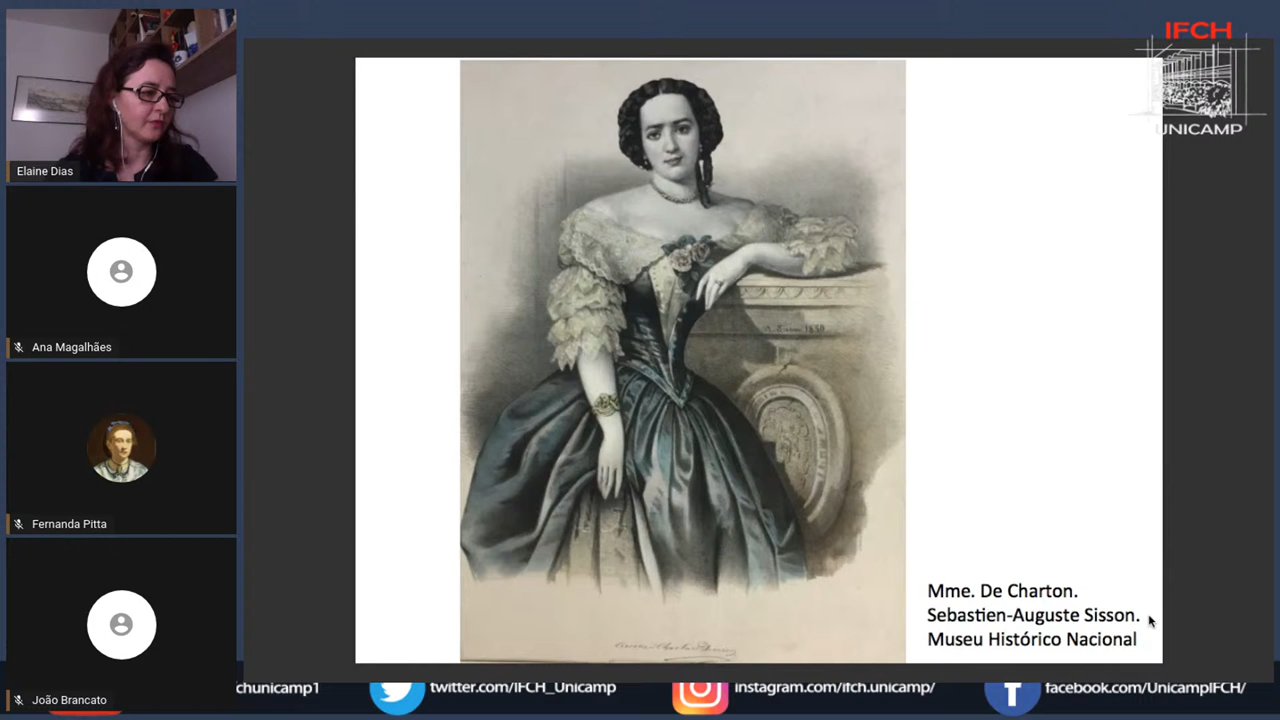 IFCH
UNICAMP
Elaine Dias
Ana Magalhães
Fernanda Pitta
João Brancato
1850
Mme. De Charton.
Sebastien-Auguste Sisson.
Museu Histórico Nacional
chunicamp1
twitter.com/IFCH_Unicamp
instagram.com/ifch.unicamp/
facebook.com/UnicampIFCH/